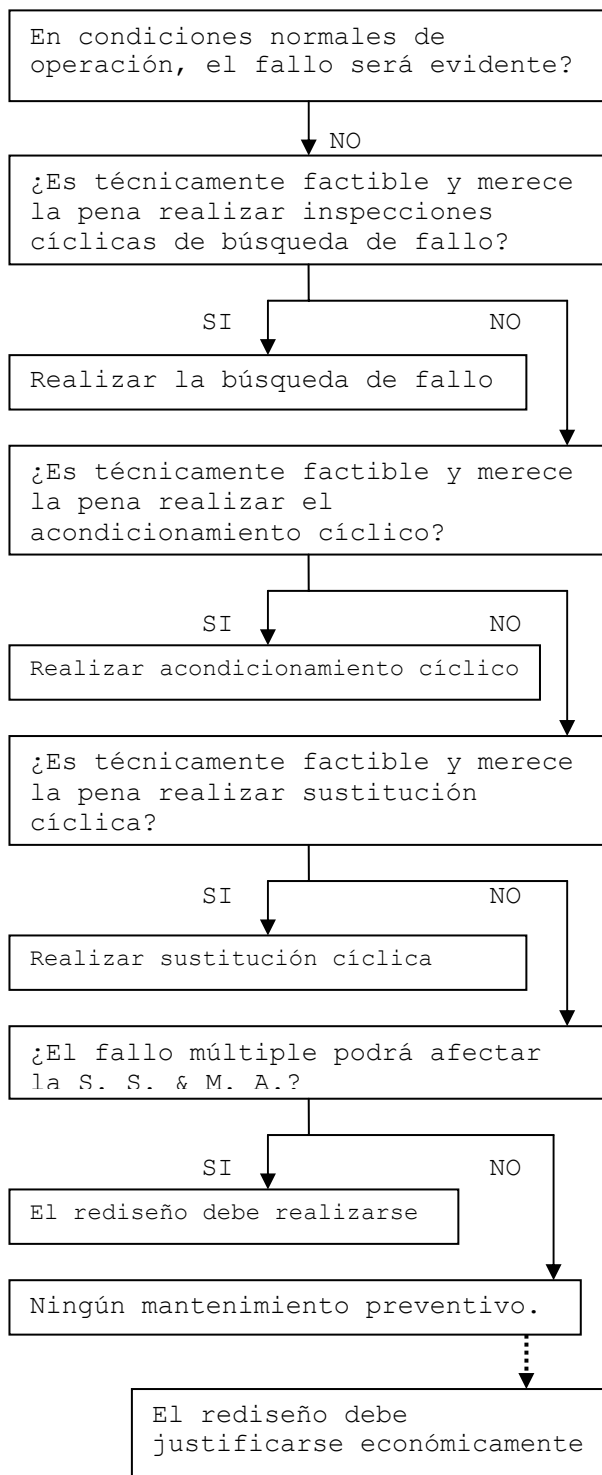 En condiciones normales de
operación, el fallo será evidente?
NO
¿Es técnicamente factible y merece
la pena realizar inspecciones
cíclicas de búsqueda de fallo?
SI NO
Realizar la búsqueda de fallo
¿Es técnicamente factible y merece
la pena realizar el
acondicionamiento cíclico?
SI NO
Realizar acondicionamiento cíclico
¿Es técnicamente factible y merece
la pena realizar sustitución
cíclica?
SI NO
Realizar sustitución cíclica
¿El fallo múltiple podrá afectar
la S. S. & M. A.?
SI NO
El rediseño debe realizarse
Ningún mantenimiento preventivo.
El rediseño debe
justificarse económicamente